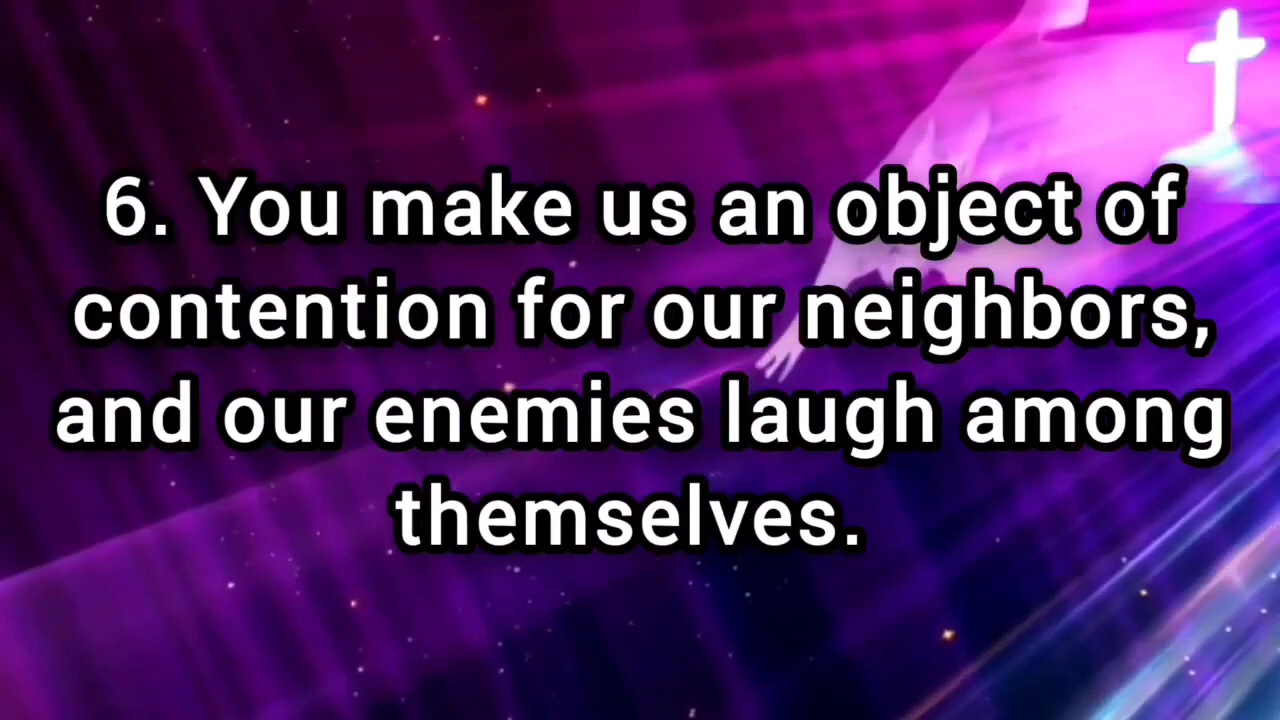 6. You make us an object of
contention for our neighbors,
and our enemies laugh among
themselves.